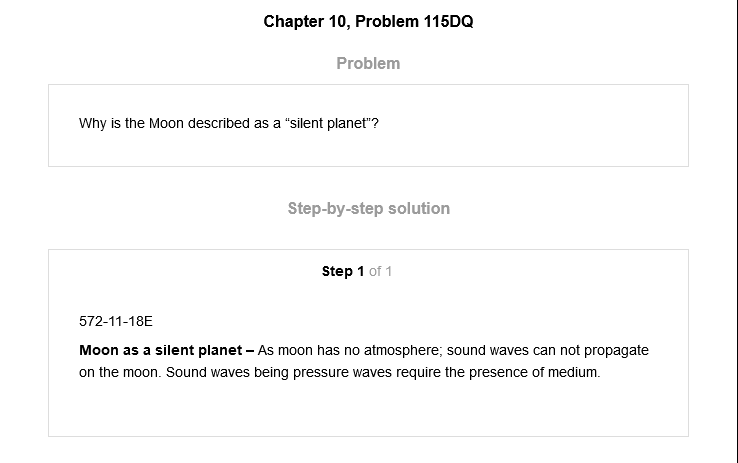 Chapter 10, Problem 115DQ
Problem
Why is the Moon described as a “silent planet”?
Step-by-step solution
Step 1 of 1
572-11-18E
Moon as a silent planet – As moon has no atmosphere; sound waves can not propagate
on the moon. Sound waves being pressure waves require the presence of medium.